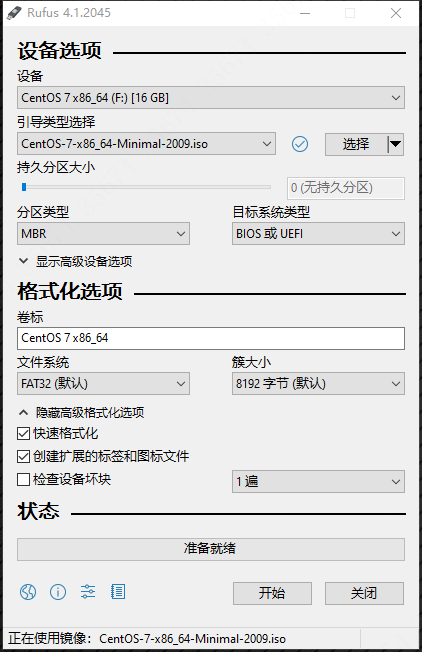 Rufus 4.1.2045
设备选项
设备
CentOS 7 x86_64 (F:) [16 GB]
引导类型选择
CentOS-7-x86_64-Minimal-2009.iso
选择
持久分区大小
0 (无持久分区)
分区类型
目标系统类型
MBR
BIOS 或 UEFI
显示高级设备选项
格式化选项
卷标
CentOS 7 x86_64
文件系统
簇大小
FAT32 (默认)
8192 字节 (默认)
隐藏高级格式化选项
快速格式化
创建扩展的标签和图标文件
检查设备坏块
1 遍
状态
准备就绪
开始
关闭
正在使用镜像：CentOS-7-x86_64-Minimal-2009.iso